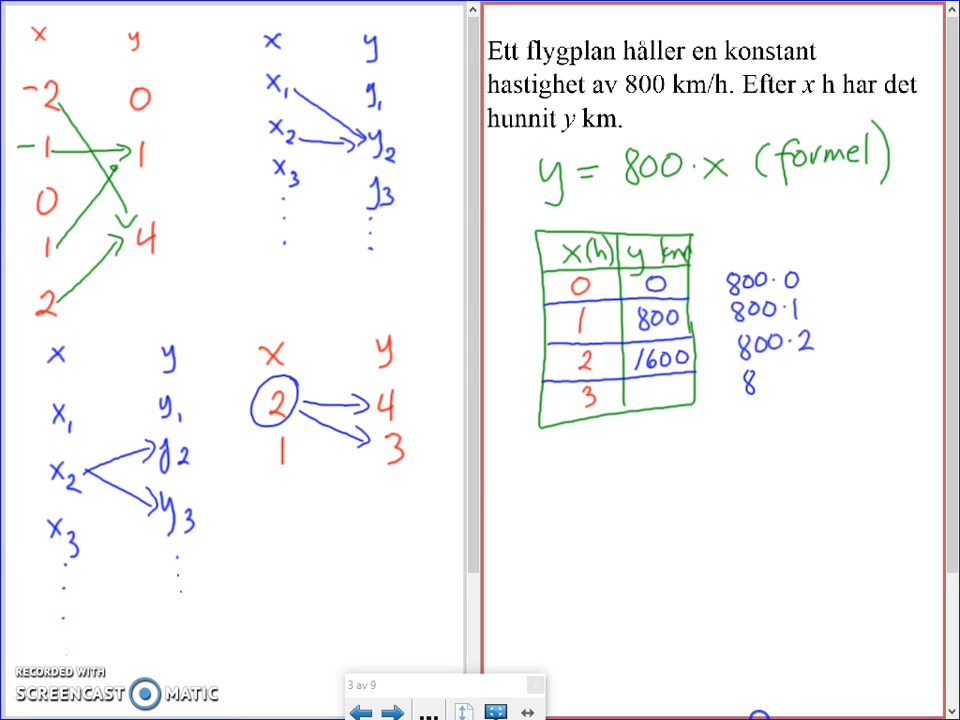 x y
-2 0
-1 1
0
1 4
2
x y
x₁ y₁
x₂ y₂
x₃ y₃
x y
x₁ y₁
x₂ y₂
x₃ y₃
x y
2 4
1 3
RECORDED WITH
SCREENCAST MATIC
Ett flygplan håller en konstant
hastighet av 800 km/h. Efter x h har det
hunnit y km.
y = 800·x (formel)
x(h) y km
0 0 800·0
1 800 800·1
2 1600 800·2
3 8
3 av 9